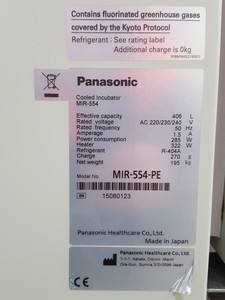 Contains fluorinated greenhouse gases
covered by the Kyoto Protocol
Refrigerant : See rating label
Additional charge is 0kg
Panasonic
Cooled Incubator
MIR-554
Effective capacity 406 L
Rated voltage AC 220/230/240 V
Rated frequency 50 Hz
Amperage 1.5 A
Power consumption 285 W
Heater 322 W
Refrigerant R-404A
Charge 270 g
Net weight 195 kg
Model No. MIR-554-PE
SN 15080123
Panasonic Healthcare Co., Ltd.
Made in Japan
Panasonic Healthcare Co., Ltd.
CE